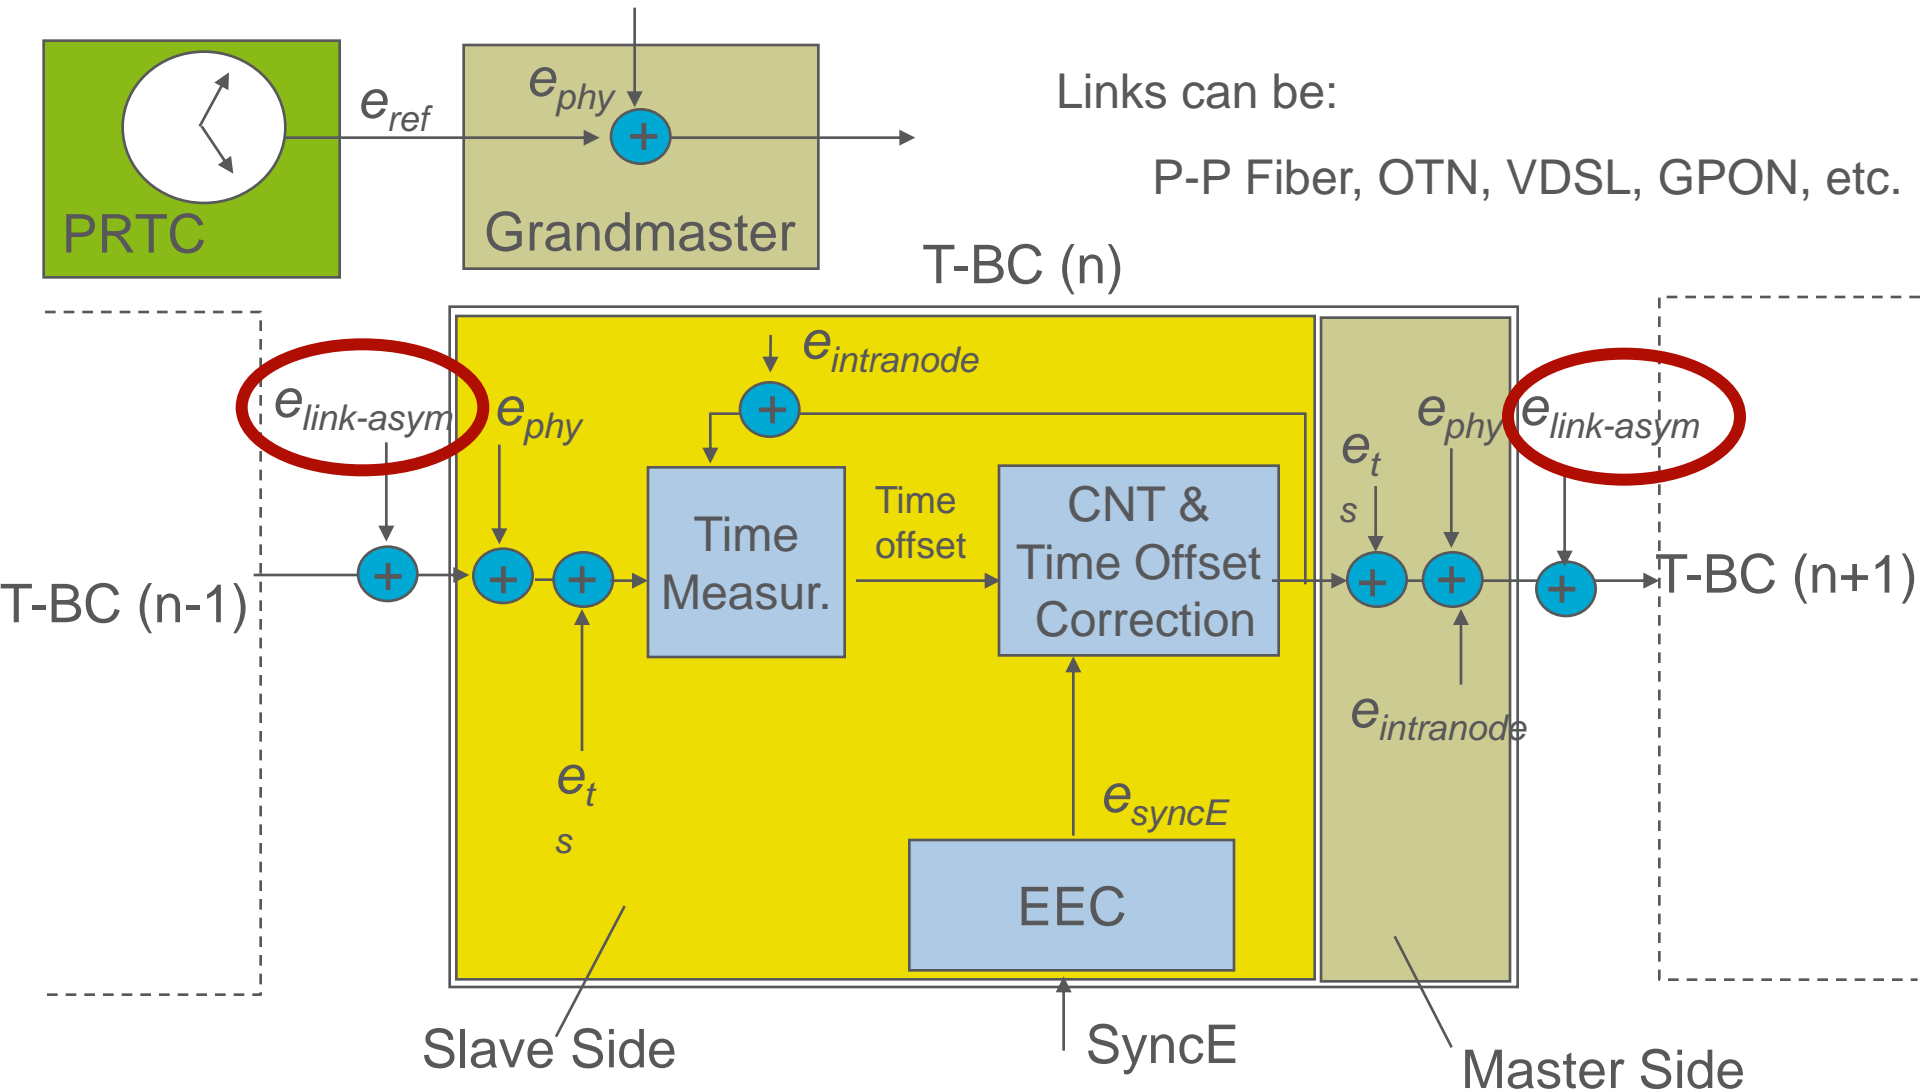 e_ref
e_phy
Links can be:
P-P Fiber, OTN, VDSL, GPON, etc.
PRTC
Grandmaster
T-BC (n)
e_intranode
e_link-asym
e_phy
e_phy
e_link-asym
e_t
s
Time
offset
Time
Measur.
CNT &
Time Offset
Correction
T-BC (n-1)
T-BC (n+1)
e_intranode
e_t
s
e_syncE
EEC
Slave Side
SyncE
Master Side
+
+
+
+
+
+
+
+